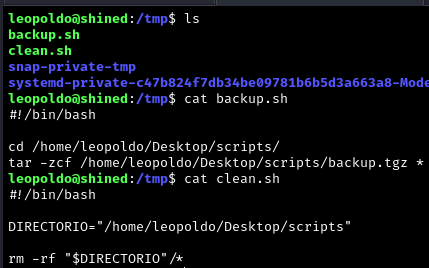 leopoldo@shined:/tmp$ ls
backup.sh
clean.sh
snap-private-tmp
systemd-private-c47b824f7db34be09781b6b5d3a663a8-Mode
leopoldo@shined:/tmp$ cat backup.sh
#!/bin/bash
cd /home/leopoldo/Desktop/scripts/
tar -zcf /home/leopoldo/Desktop/scripts/backup.tgz *
leopoldo@shined:/tmp$ cat clean.sh
#!/bin/bash
DIRECTORIO="/home/leopoldo/Desktop/scripts"
rm -rf "$DIRECTORIO"/*